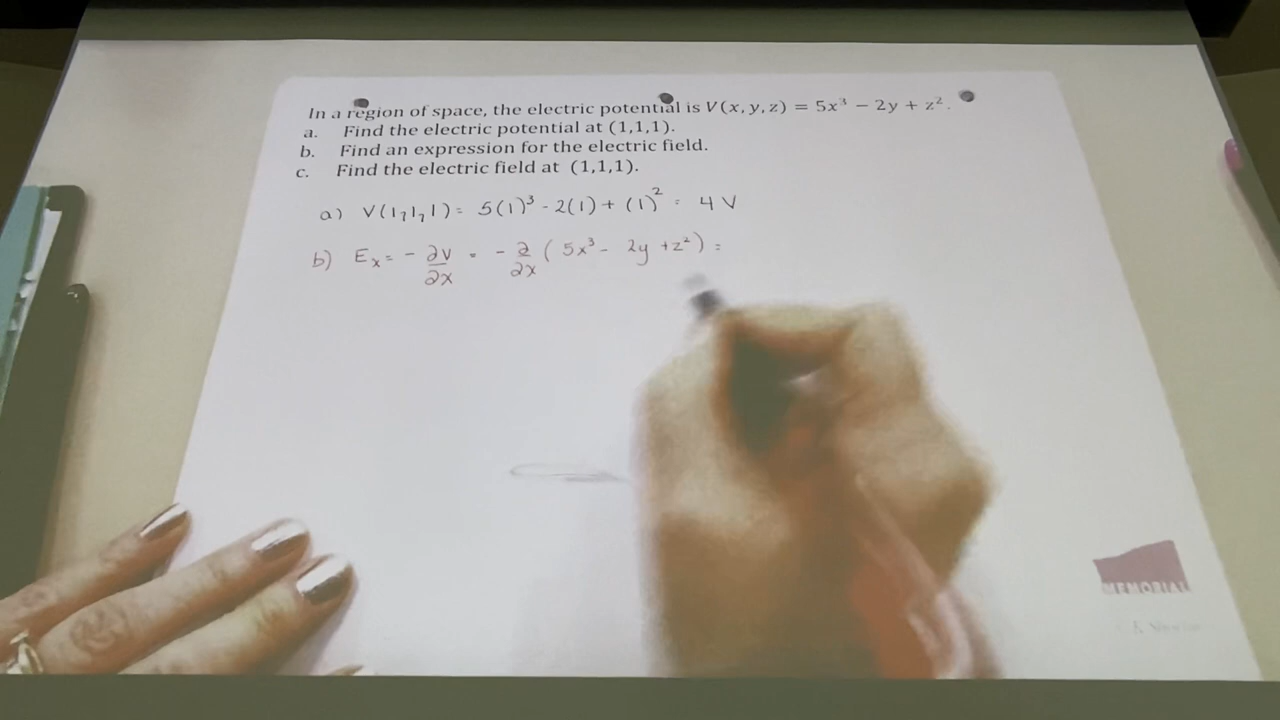 In a region of space, the electric potential is V(x, y, z) = 5x³ − 2y + z².
a. Find the electric potential at (1,1,1).
b. Find an expression for the electric field.
c. Find the electric field at (1,1,1).
a) V(1,1,1) = 5(1)³ - 2(1) + (1)² = 4 V
b) Eₓ = - ∂V/∂x = - ∂/∂x ( 5x³ - 2y + z² ) =
MEMORIAL